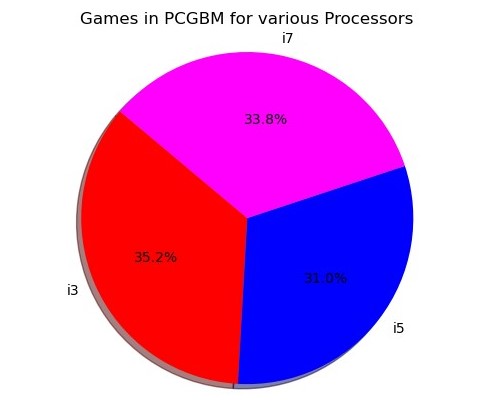 Games in PCGBM for various Processors
i7
33.8%
35.2%
31.0%
i3
i5